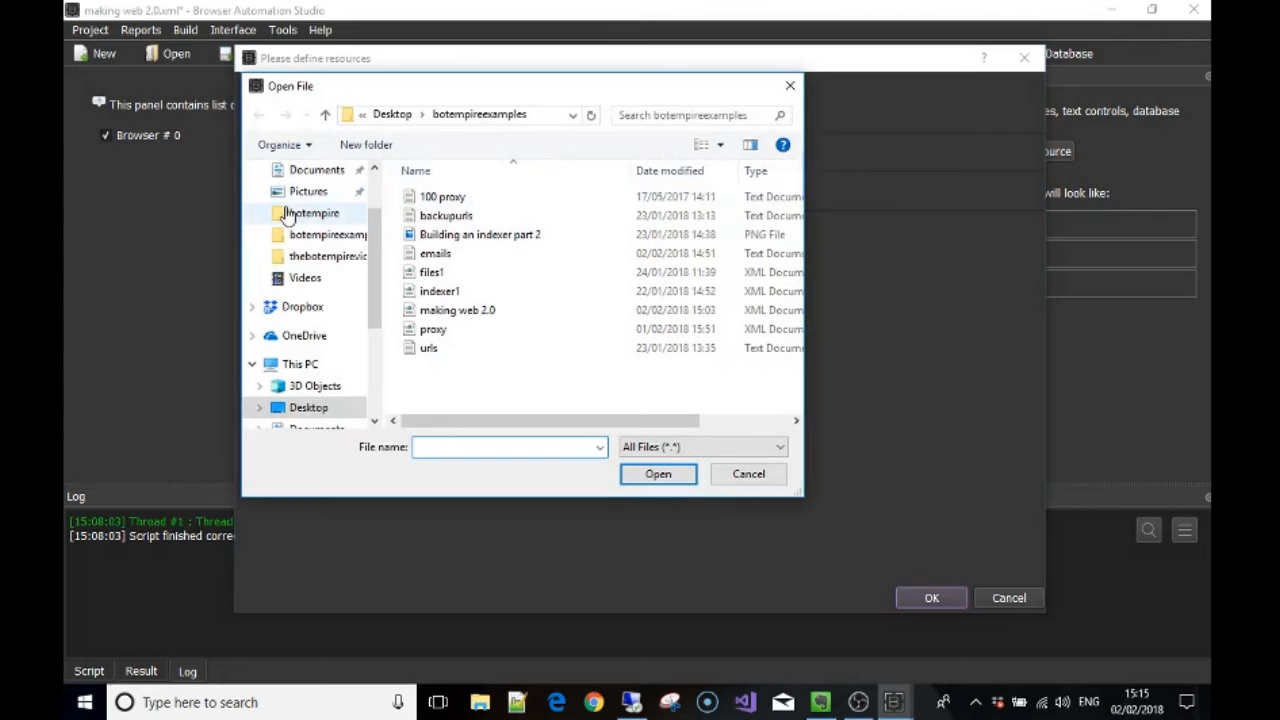 making web 2.0.xml* - Browser Automation Studio
Project Reports Build Interface Tools Help
New Open Database
Please define resources ?
Open File
This panel contains list o
Browser # 0
es, text controls, database
ource
will look like:
« Desktop › botempireexamples
Search botempireexamples
Organize New folder
Documents
Pictures
botempire
botempireexamp
thebotempirevic
Videos
Dropbox
OneDrive
This PC
3D Objects
Desktop
Documents
Name Date modified Type
100 proxy 17/05/2017 14:11 Text Docum
backupurls 23/01/2018 13:13 Text Docum
Building an indexer part 2 23/01/2018 14:38 PNG File
emails 02/02/2018 14:51 Text Docum
files1 24/01/2018 11:39 XML Docum
indexer1 22/01/2018 14:52 XML Docum
making web 2.0 02/02/2018 15:03 XML Docum
proxy 01/02/2018 15:51 XML Docum
urls 23/01/2018 13:35 Text Docum
File name: All Files (*.*)
Open Cancel
Log
[15:08:03] Thread #1 : Thread
[15:08:03] Script finished corre
OK Cancel
Script Result Log
Type here to search
ENG
15:15
02/02/2018